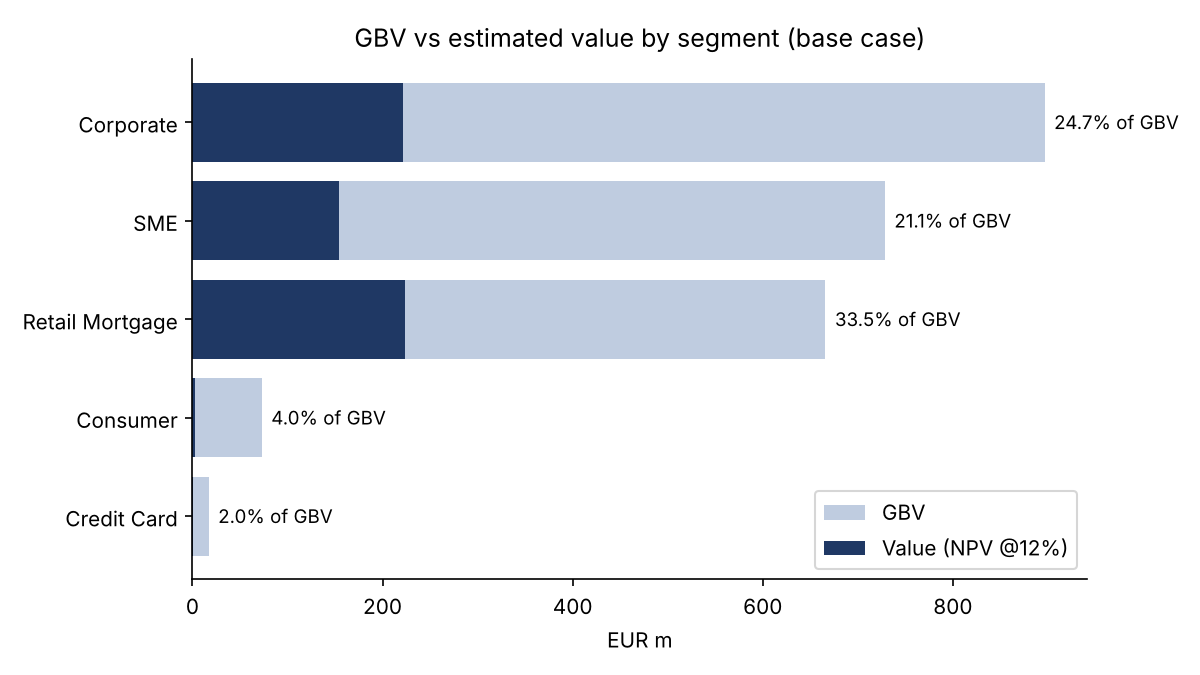 GBV vs estimated value by segment (base case)
Corporate
24.7% of GBV
SME
21.1% of GBV
Retail Mortgage
33.5% of GBV
Consumer
4.0% of GBV
Credit Card
2.0% of GBV
GBV
Value (NPV @12%)
0 200 400 600 800
EUR m